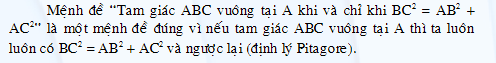 Mệnh đề "Tam giác ABC vuông tại A khi và chỉ khi BC² = AB² +
AC²" là một mệnh đề đúng vì nếu tam giác ABC vuông tại A thì ta luôn
luôn có BC² = AB² + AC² và ngược lại (định lý Pitagore).